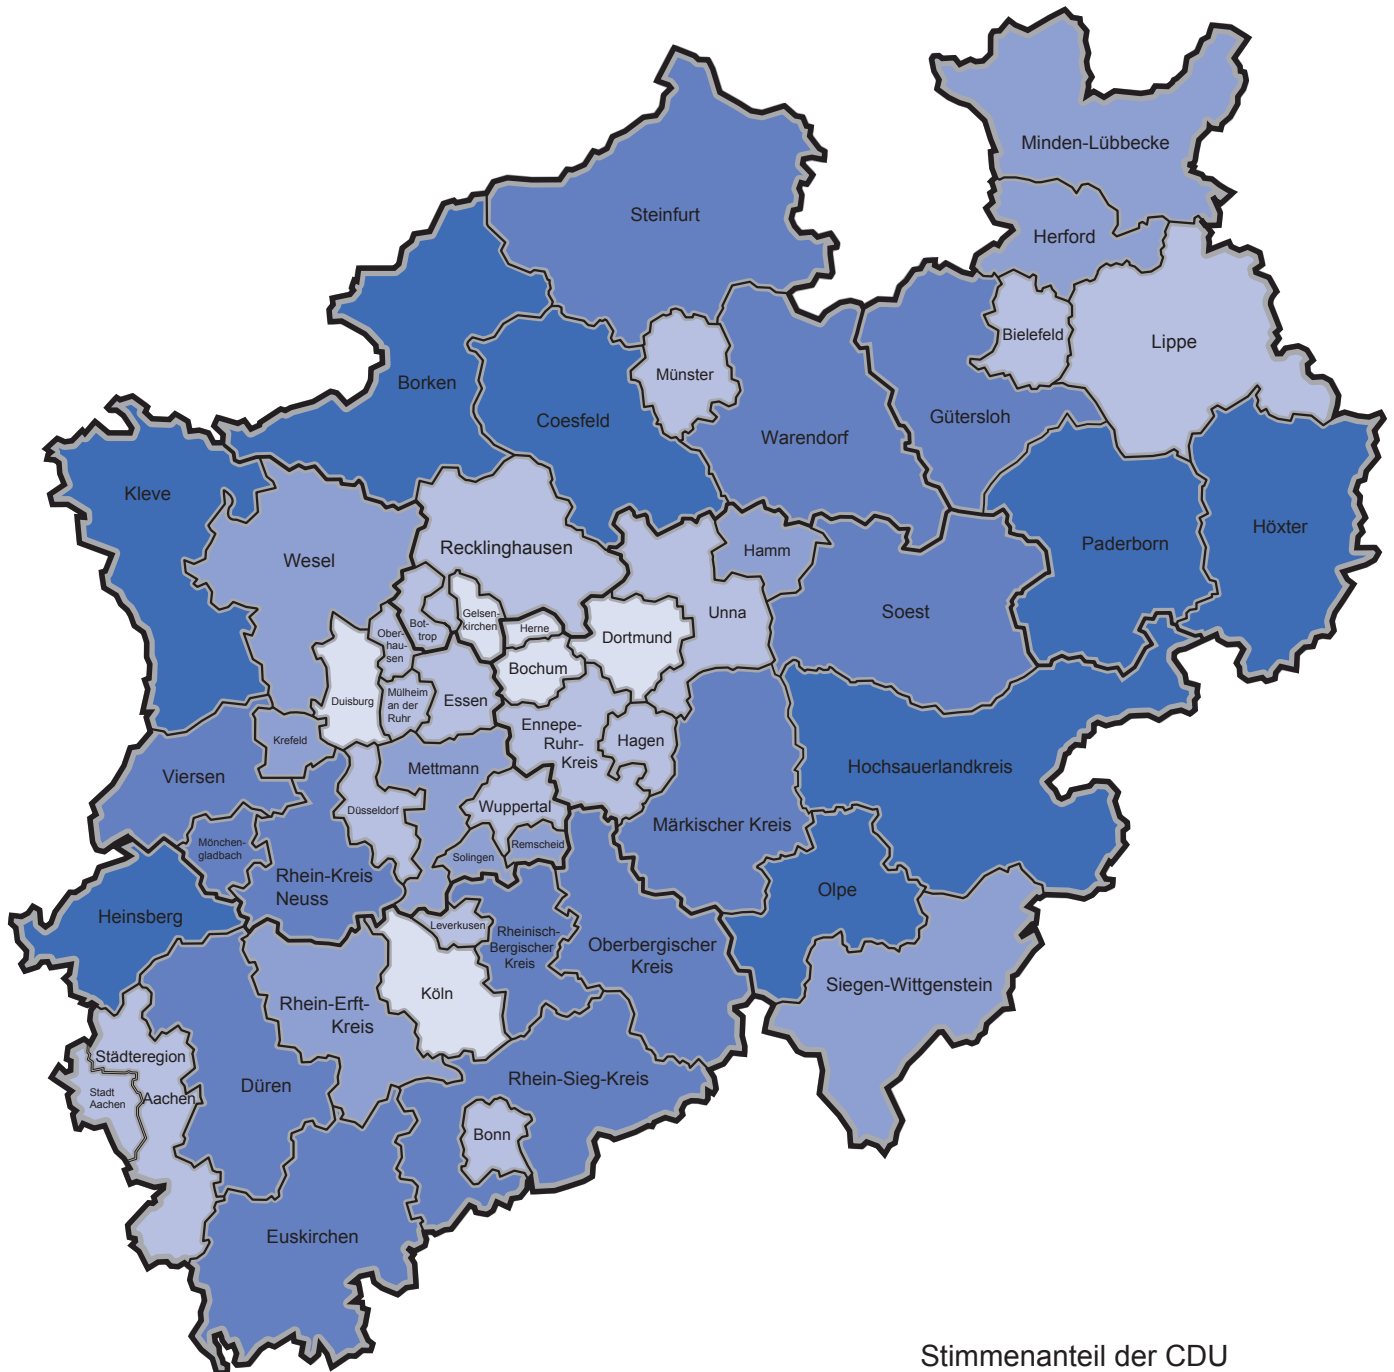 Minden-Lübbecke
Steinfurt
Herford
Bielefeld
Lippe
Münster
Borken
Coesfeld
Gütersloh
Warendorf
Kleve
Höxter
Paderborn
Recklinghausen
Hamm
Wesel
Unna
Soest
Gelsen-
kirchen
Bot-
trop
Herne
Dortmund
Ober-
hau-
sen
Bochum
Duisburg
Mülheim
an der
Ruhr
Essen
Ennepe-
Ruhr-
Kreis
Hagen
Krefeld
Viersen
Mettmann
Hochsauerlandkreis
Düsseldorf
Wuppertal
Märkischer Kreis
Mönchen-
gladbach
Solingen
Remscheid
Rhein-Kreis
Neuss
Olpe
Heinsberg
Leverkusen
Rheinisch-
Bergischer
Kreis
Oberbergischer
Kreis
Siegen-Wittgenstein
Köln
Rhein-Erft-
Kreis
Städteregion
Aachen
Stadt
Aachen
Düren
Rhein-Sieg-Kreis
Bonn
Euskirchen
Stimmenanteil der CDU